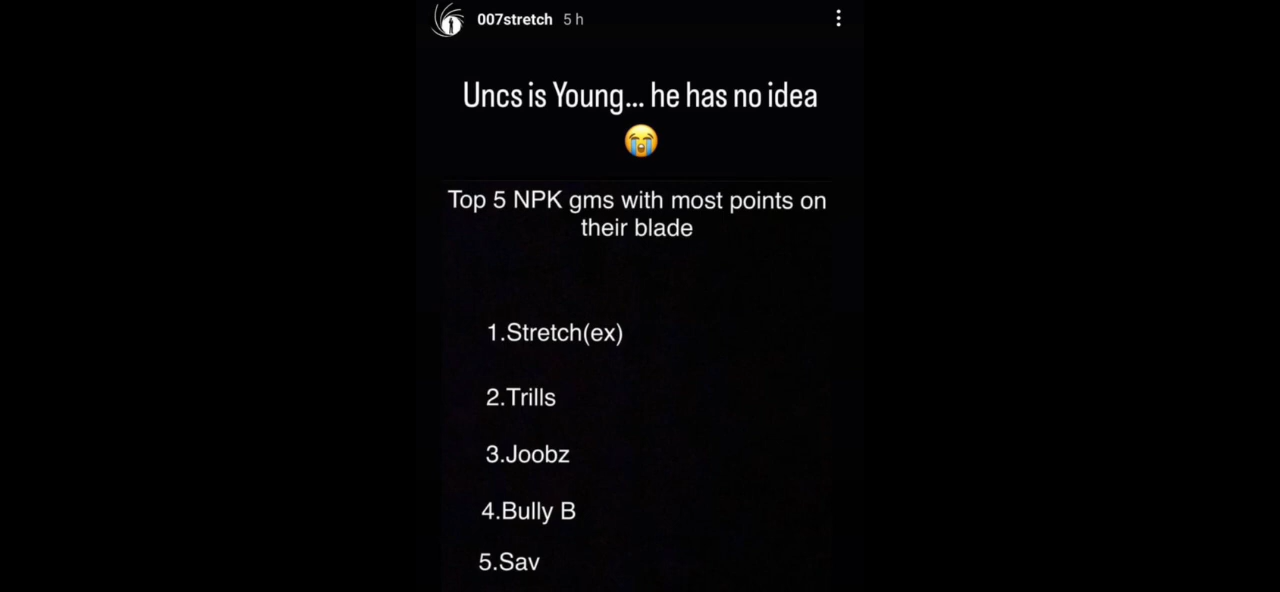 007stretch 5 h
Uncs is Young... he has no idea
😭
Top 5 NPK gms with most points on
their blade
1.Stretch(ex)
2.Trills
3.Joobz
4.Bully B
5.Sav